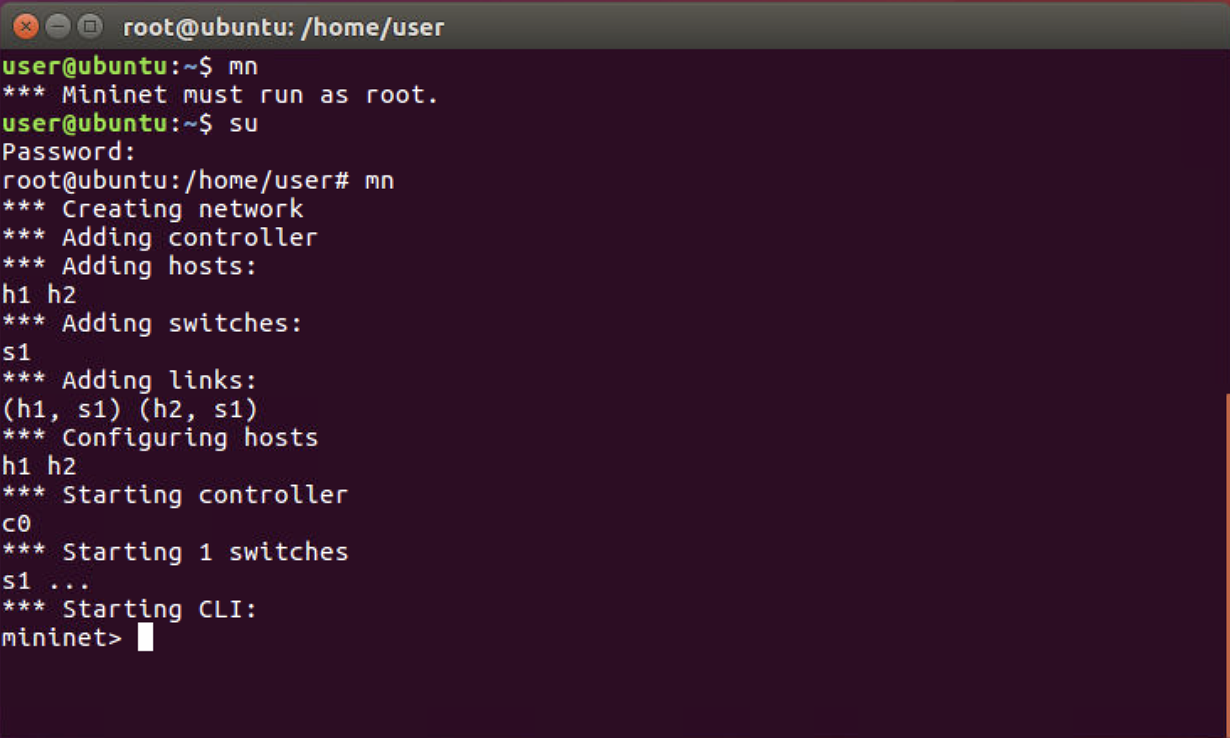 root@ubuntu: /home/user
user@ubuntu:~$ mn
*** Mininet must run as root.
user@ubuntu:~$ su
Password:
root@ubuntu:/home/user# mn
*** Creating network
*** Adding controller
*** Adding hosts:
h1 h2
*** Adding switches:
s1
*** Adding links:
(h1, s1) (h2, s1)
*** Configuring hosts
h1 h2
*** Starting controller
c0
*** Starting 1 switches
s1 ...
*** Starting CLI:
mininet>